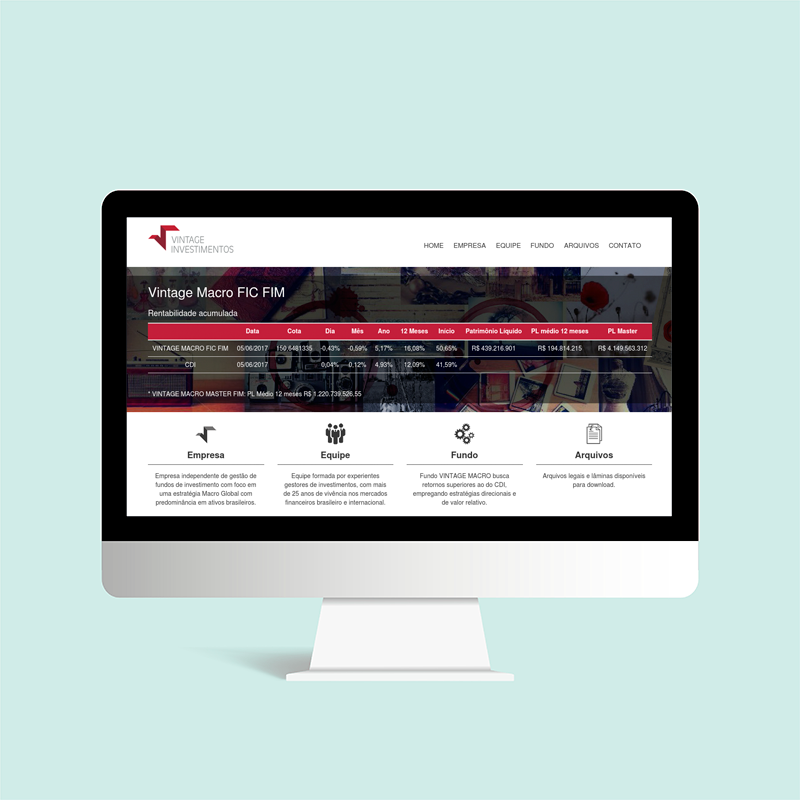 VINTAGE
INVESTIMENTOS
HOME EMPRESA EQUIPE FUNDO ARQUIVOS CONTATO
Vintage Macro FIC FIM
Rentabilidade acumulada
Data Cota Dia Mês Ano 12 Meses Início Patrimônio Líquido PL médio 12 meses PL Master
VINTAGE MACRO FIC FIM 05/06/2017 150,6481335 -0,43% -0,59% 5,17% 16,08% 50,65% R$ 439.216.901 R$ 194.814.215 R$ 4.149.563.312
CDI 05/06/2017 0,04% 0,12% 4,93% 12,09% 41,59%
* VINTAGE MACRO MASTER FIM: PL Médio 12 meses R$ 1.220.739.526,55
Empresa
Empresa independente de gestão de
fundos de investimento com foco em
uma estratégia Macro Global com
predominância em ativos brasileiros.
Equipe
Equipe formada por experientes
gestores de investimentos, com mais
de 25 anos de vivência nos mercados
financeiros brasileiro e internacional.
Fundo
Fundo VINTAGE MACRO busca
retornos superiores ao do CDI,
empregando estratégias direcionais e
de valor relativo.
Arquivos
Arquivos legais e lâminas disponíveis
para download.